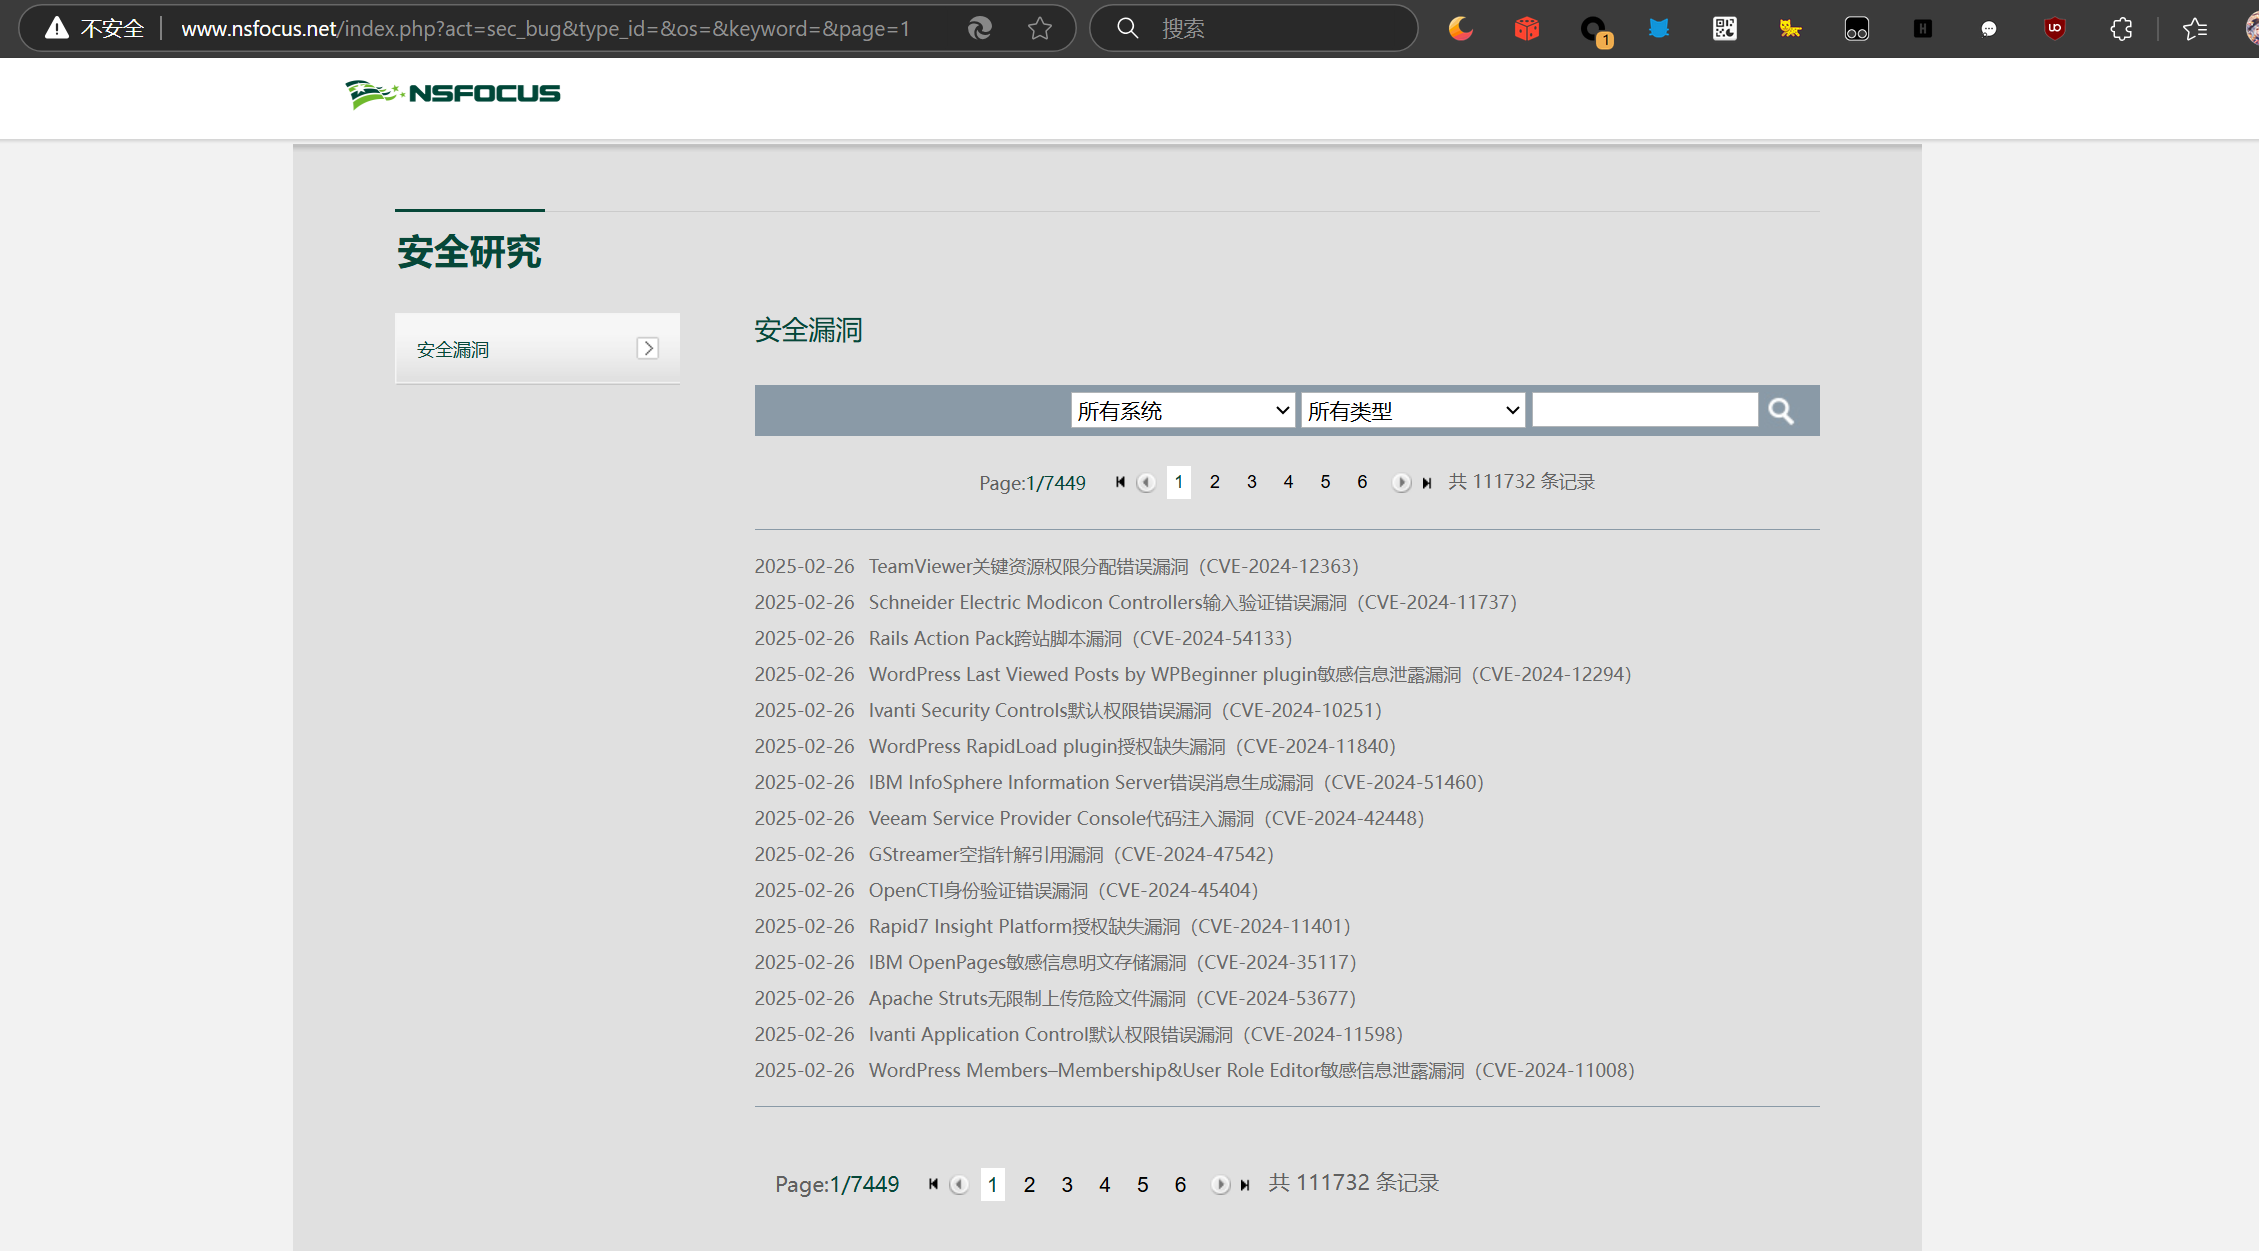 不安全 www.nsfocus.net/index.php?act=sec_bug&type_id=&os=&keyword=&page=1 搜索 1
NSFOCUS
安全研究
安全漏洞
安全漏洞
所有系统 所有类型
Page:1/7449 1 2 3 4 5 6 共 111732 条记录
2025-02-26 TeamViewer关键资源权限分配错误漏洞（CVE-2024-12363）
2025-02-26 Schneider Electric Modicon Controllers输入验证错误漏洞（CVE-2024-11737）
2025-02-26 Rails Action Pack跨站脚本漏洞（CVE-2024-54133）
2025-02-26 WordPress Last Viewed Posts by WPBeginner plugin敏感信息泄露漏洞（CVE-2024-12294）
2025-02-26 Ivanti Security Controls默认权限错误漏洞（CVE-2024-10251）
2025-02-26 WordPress RapidLoad plugin授权缺失漏洞（CVE-2024-11840）
2025-02-26 IBM InfoSphere Information Server错误消息生成漏洞（CVE-2024-51460）
2025-02-26 Veeam Service Provider Console代码注入漏洞（CVE-2024-42448）
2025-02-26 GStreamer空指针解引用漏洞（CVE-2024-47542）
2025-02-26 OpenCTI身份验证错误漏洞（CVE-2024-45404）
2025-02-26 Rapid7 Insight Platform授权缺失漏洞（CVE-2024-11401）
2025-02-26 IBM OpenPages敏感信息明文存储漏洞（CVE-2024-35117）
2025-02-26 Apache Struts无限制上传危险文件漏洞（CVE-2024-53677）
2025-02-26 Ivanti Application Control默认权限错误漏洞（CVE-2024-11598）
2025-02-26 WordPress Members–Membership&User Role Editor敏感信息泄露漏洞（CVE-2024-11008）
Page:1/7449 1 2 3 4 5 6 共 111732 条记录